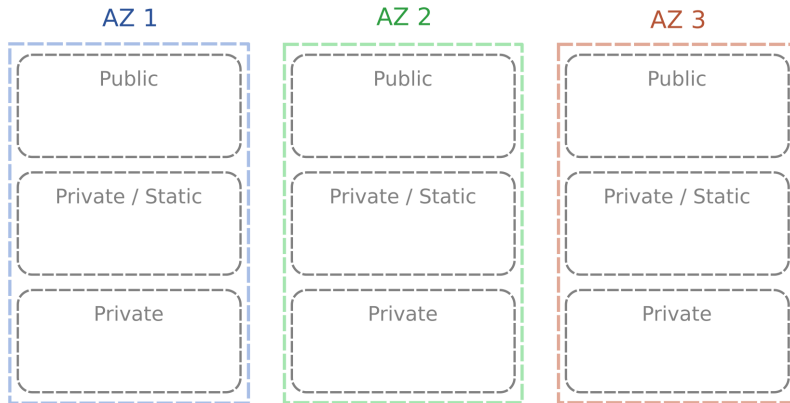 AZ 1
AZ 2
AZ 3
Public
Public
Public
Private / Static
Private / Static
Private / Static
Private
Private
Private